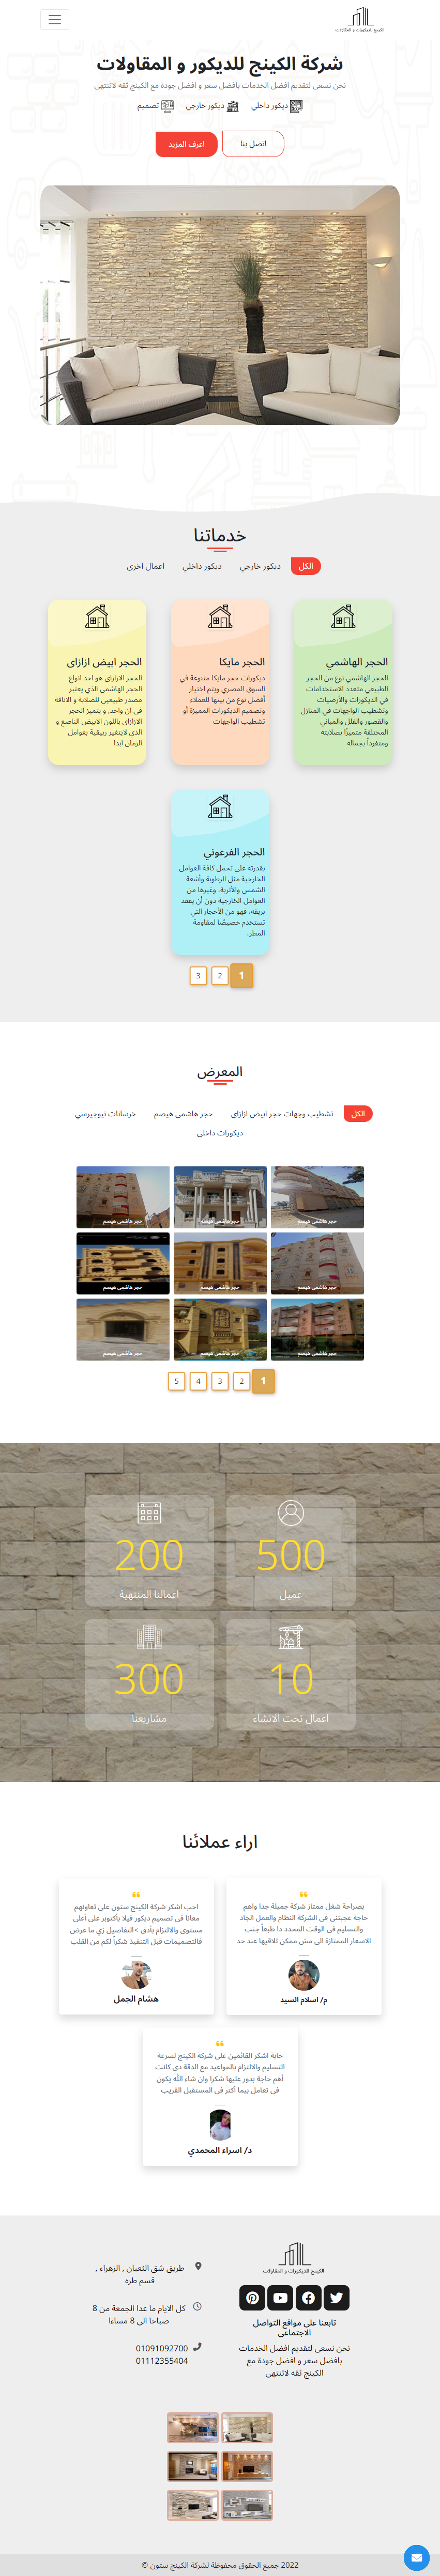 الكينج الديكورات و المقاولات
شركة الكينج للديكور و المقاولات
نحن نسعى لتقديم افضل الخدمات بافضل سعر و افضل جودة مع الكينج ثقه لاتنتهى
ديكور داخلي
ديكور خارجي
تصميم
اتصل بنا
اعرف المزيد
خدماتنا
الكل
ديكور خارجي
ديكور داخلي
اعمال اخرى
الحجر الهاشمي
الحجر الهاشمي نوع من الحجر
الطبيعي متعدد الاستخدامات
في الديكورات والأرضيات
وتشطيب الواجهات في المنازل
والقصور والفلل والمباني
المختلفة متميزًا بصلابته
ومتفرداً بجماله
الحجر مايكا
ديكورات حجر مايكا متنوعة في
السوق المصري ويتم اختيار
أفضل نوع من بينها للعملاء
وتصميم الديكورات المميزة أو
تشطيب الواجهات
الحجر ابيض ازازاى
الحجر الازازاى هو احد انواع
الحجر الهاشمى الذي يعتبر
مصدر طبيعيين للصلابة و الاناقة
فى ان واحد, و يتميز الحجر
الازازاى باللون الابيض الناصع و
الذي لايتغير ريبقية بعوامل
الزمان ابدا
الحجر الفرعوني
بقدرته على تحمل كافة العوامل
الخارجية مثل الرطوبة وأشعة
الشمس والأتربة، وغيرها من
العوامل الخارجية دون أن يفقد
بريقه، فهو من الأحجار التي
تستخدم خصيصًا لمقاومة
المطر،
1
2
3
المعرض
الكل
تشطيب وجهات حجر ابيض ازازاى
حجر هاشمى هيصم
خرسانات نيوجيرسي
ديكورات داخلى
حجر هاشمى هيصم
حجر هاشمى هيصم
حجر هاشمى هيصم
حجر هاشمى هيصم
حجر هاشمى هيصم
حجر هاشمى هيصم
حجر هاشمى هيصم
حجر هاشمى هيصم
حجر هاشمى هيصم
1
2
3
4
5
500
عميل
200
اعمالنا المنتهية
10
اعمال تحت الانشاء
300
مشاريعنا
اراء عملائنا
بصراحة شغل ممتاز شركة جميلة جدا واهم
حاجة عجبتنى فى الشركة النظام والعمل الجاد
والتسليم فى الوقت المحدد دا طبعاً جنب
الاسعار الممتازة الى مش ممكن تلاقيها عند حد
م/ اسلام السيد
احب اشكر شركة الكينج ستون على تعاونهم
معانا فى تصميم ديكور فيلا بأكتوبر على أعلى
مستوى والالتزام بأدق >التفاصيل زي ما عرض
فالتصميمات قبل التنفيذ شكراً لكم من القلب
هشام الجمل
حابة اشكر القائمين على شركة الكينج لسرعة
التسليم والالتزام بالمواعيد مع الدقة دى كانت
أهم حاجة بدور عليها شكرا وان شاء الله يكون
فى تعامل بينا أكتر فى المستقبل القريب
د/ اسراء المحمدي
الكينج الديكورات و المقاولات
تابعنا على مواقع التواصل
الاجتماعى
نحن نسعى لتقديم افضل الخدمات
بافضل سعر و افضل جودة مع
الكينج ثقه لاتنتهى
طريق شق الثعبان , الزهراء ,
قسم طره
كل الايام ما عدا الجمعة من 8
صباحا الى 8 مساءا
01091092700
01112355404
2022 جميع الحقوق محفوظة لشركة الكينج ستون ©